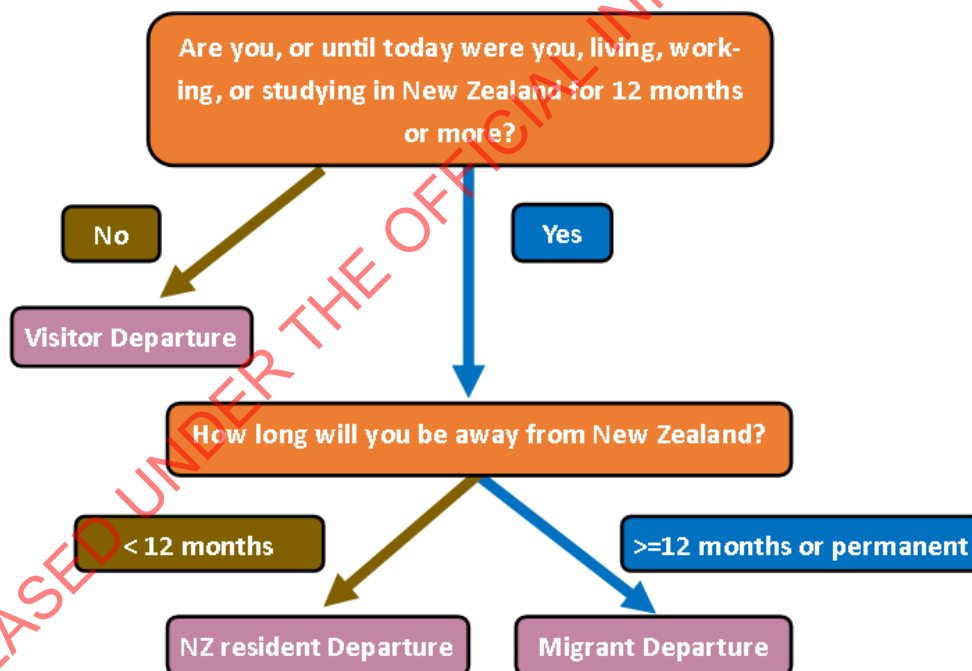 Are you, or until today were you, living, work-
ing, or studying in New Zealand for 12 months
or more?
No
Yes
Visitor Departure
How long will you be away from New Zealand?
< 12 months
>=12 months or permanent
NZ resident Departure
Migrant Departure
ASED UNDER THE OFFICIAL IN